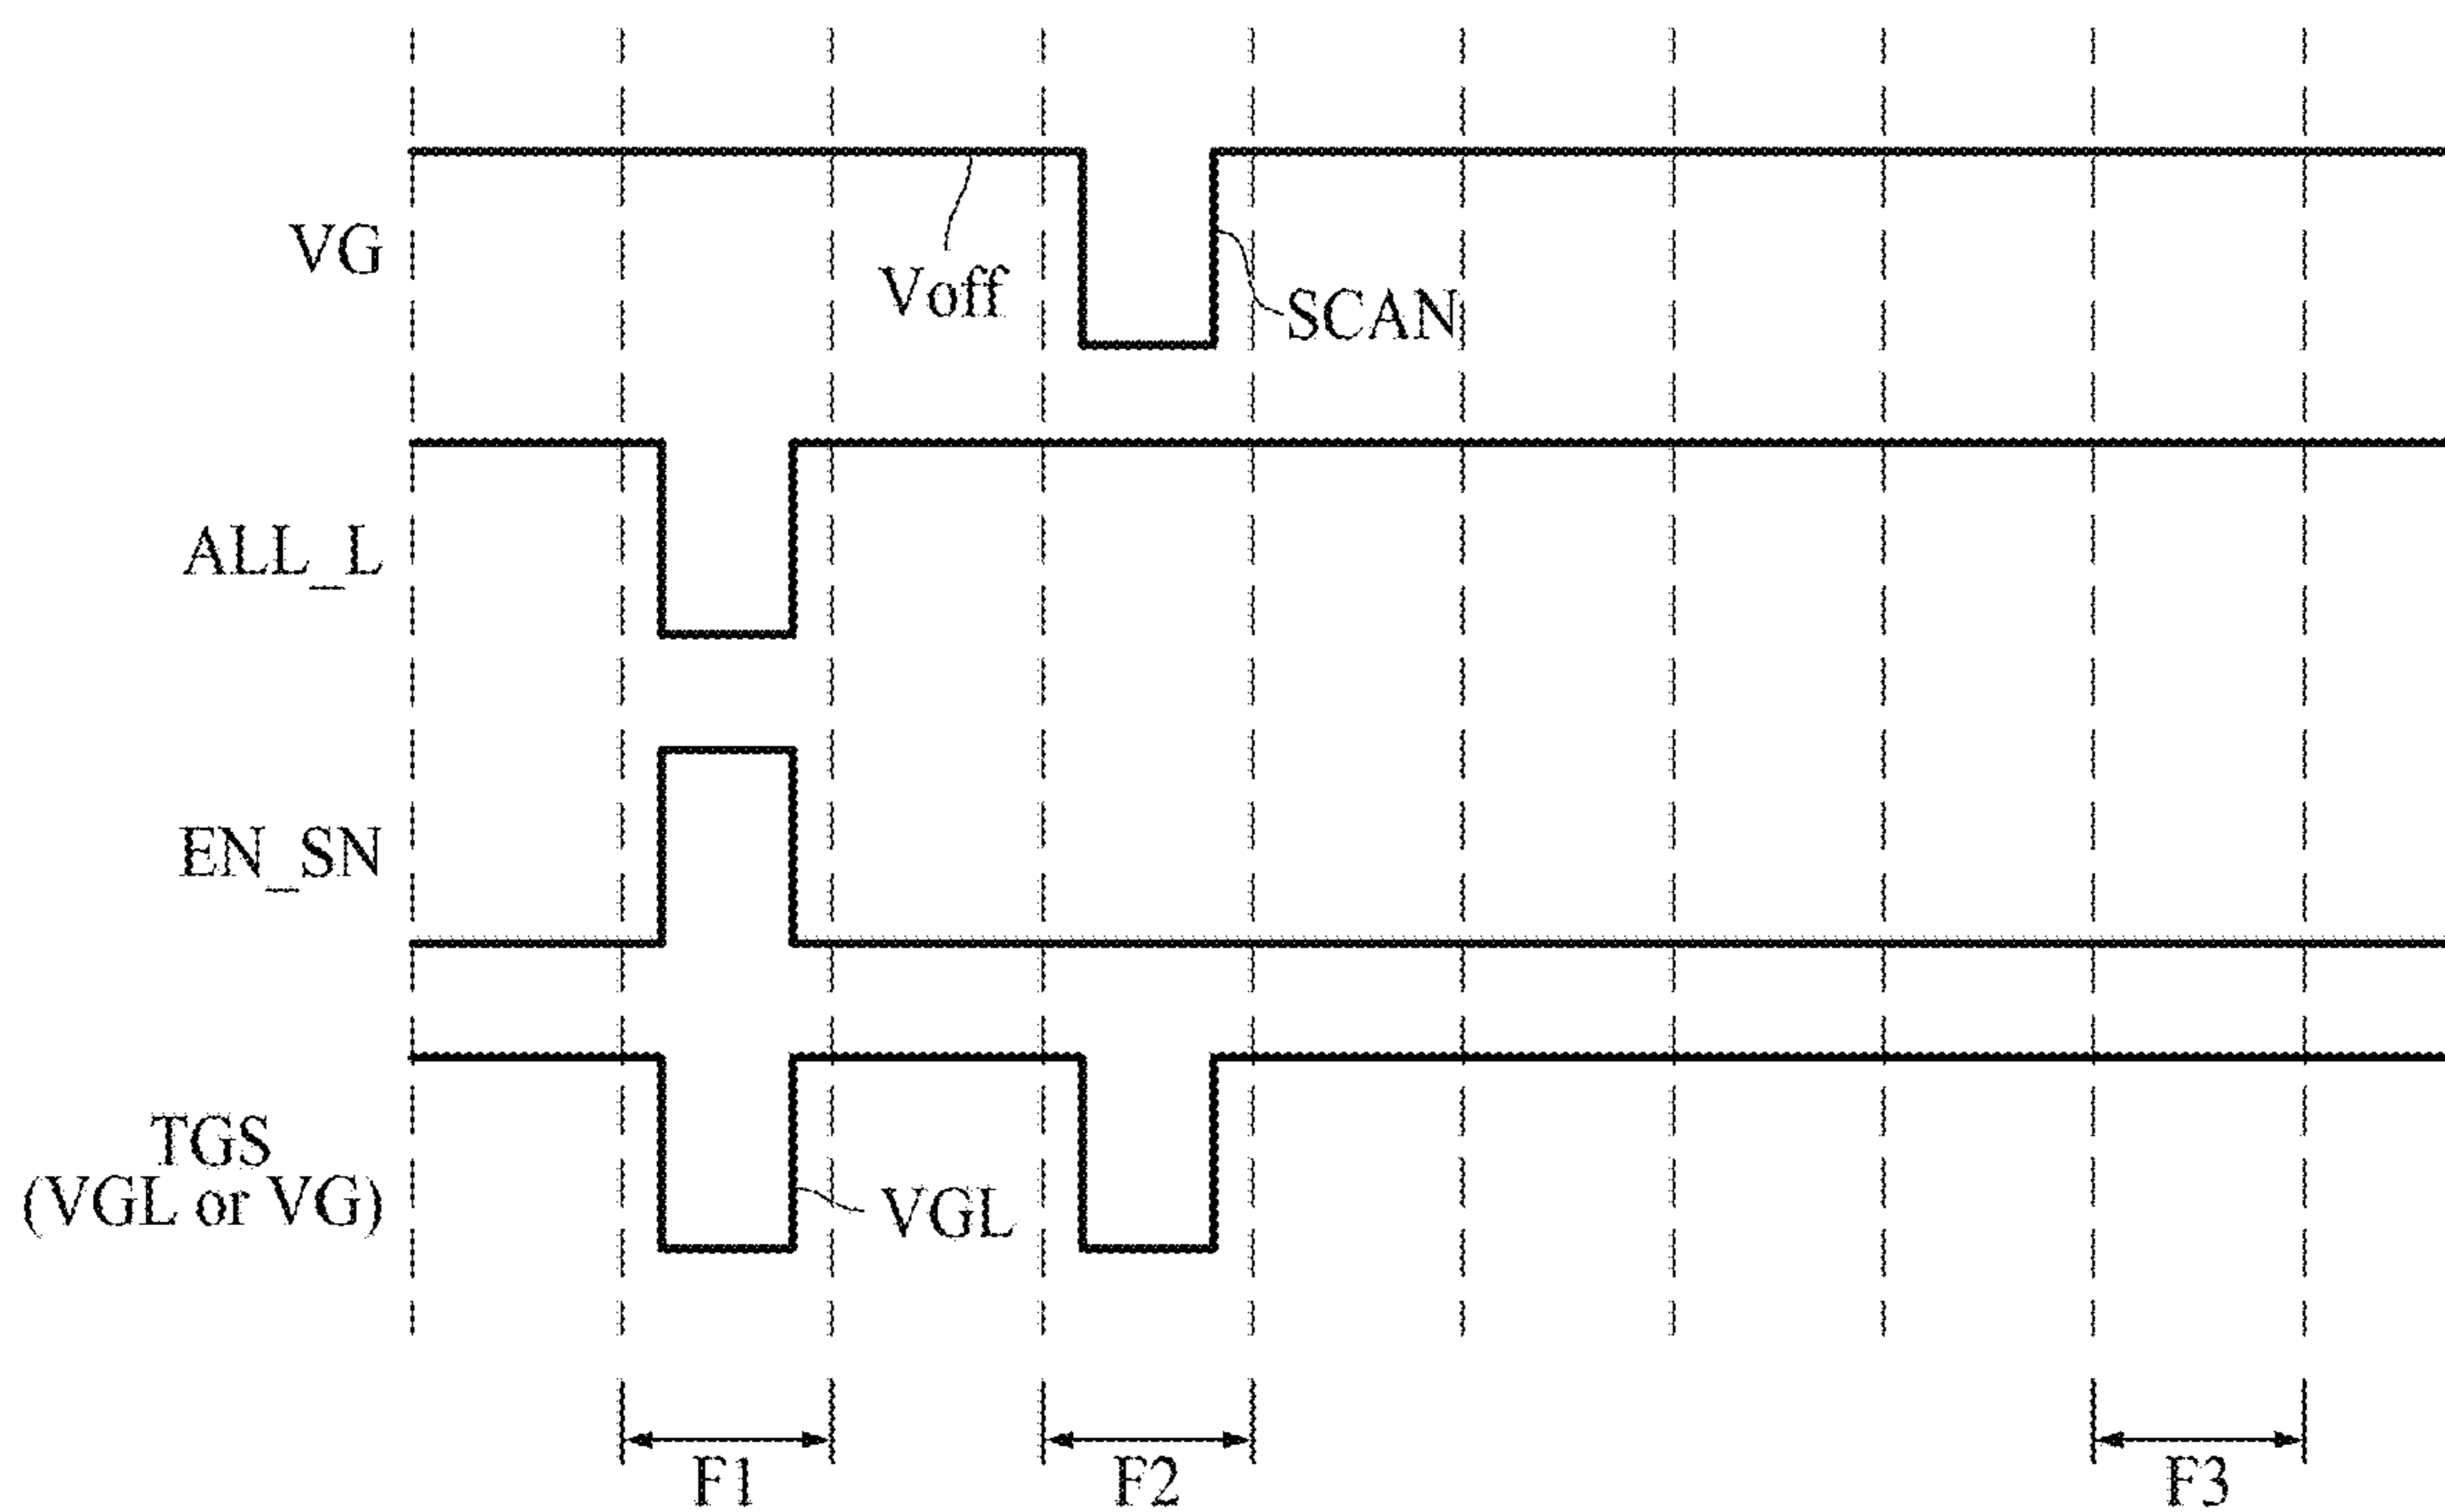 VG
Voff
SCAN
ALL_L
EN_SN
TGS
(VGL or VG)
VGL
F1
F2
F3